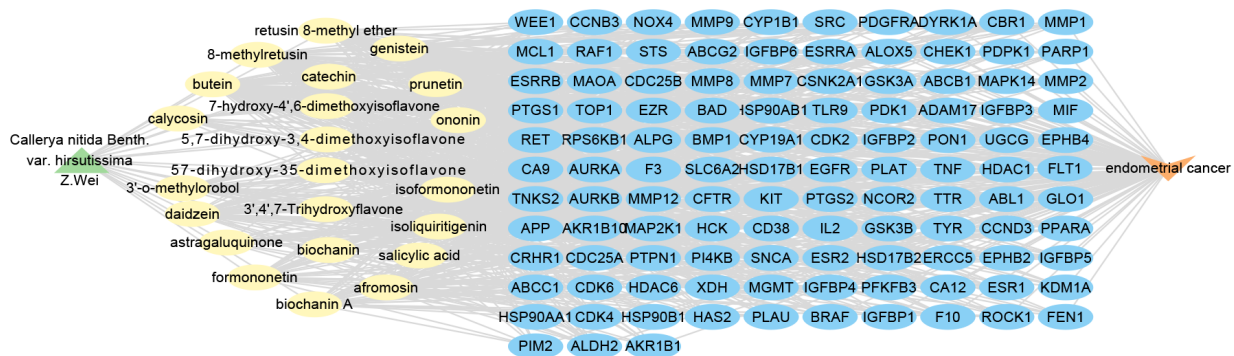 Callerya nitida Benth.
var. hirsutissima
Z.Wei
retusin 8-methyl ether
8-methylretusin
genistein
butein
catechin
prunetin
calycosin
7-hydroxy-4',6-dimethoxyisoflavone
ononin
5,7-dihydroxy-3,4-dimethoxyisoflavone
57-dihydroxy-35-dimethoxyisoflavone
3'-o-methylorobol
isoformononetin
daidzein
3',4',7-Trihydroxyflavone
isoliquiritigenin
astragaluquinone
biochanin
salicylic acid
formononetin
afromosin
biochanin A
WEE1 CCNB3 NOX4 MMP9 CYP1B1 SRC PDGFRA DYRK1A CBR1 MMP1
MCL1 RAF1 STS ABCG2 IGFBP6 ESRRA ALOX5 CHEK1 PDPK1 PARP1
ESRRB MAOA CDC25B MMP8 MMP7 CSNK2A1 GSK3A ABCB1 MAPK14 MMP2
PTGS1 TOP1 EZR BAD HSP90AB1 TLR9 PDK1 ADAM17 IGFBP3 MIF
RET RPS6KB1 ALPG BMP1 CYP19A1 CDK2 IGFBP2 PON1 UGCG EPHB4
CA9 AURKA F3 SLC6A2 HSD17B1 EGFR PLAT TNF HDAC1 FLT1
TNKS2 AURKB MMP12 CFTR KIT PTGS2 NCOR2 TTR ABL1 GLO1
APP AKR1B10 MAP2K1 HCK CD38 IL2 GSK3B TYR CCND3 PPARA
CRHR1 CDC25A PTPN1 PI4KB SNCA ESR2 HSD17B2 ERCC5 EPHB2 IGFBP5
ABCC1 CDK6 HDAC6 XDH MGMT IGFBP4 PFKFB3 CA12 ESR1 KDM1A
HSP90AA1 CDK4 HSP90B1 HAS2 PLAU BRAF IGFBP1 F10 ROCK1 FEN1
PIM2 ALDH2 AKR1B1
endometrial cancer